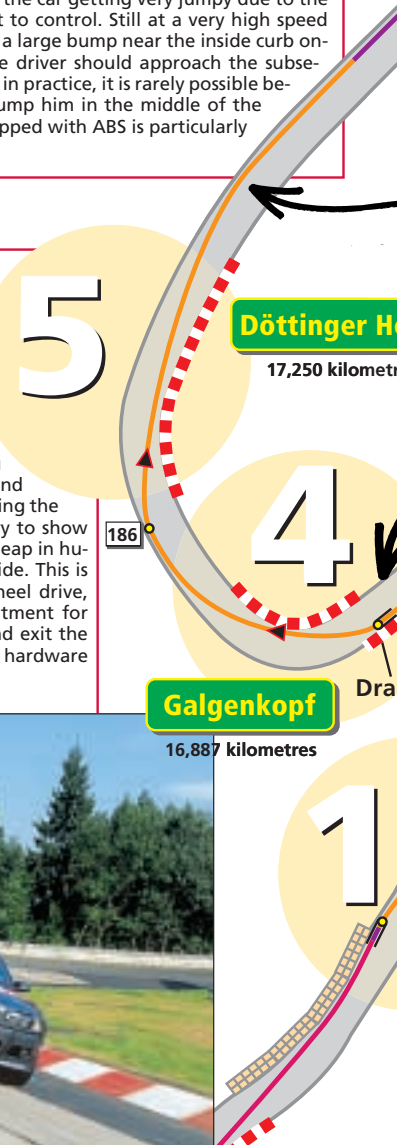 the car getting very jumpy due to the
t to control. Still at a very high speed
a large bump near the inside curb on-
e driver should approach the subse-
in practice, it is rarely possible be-
ump him in the middle of the
pped with ABS is particularly
5
Döttinger H
17,250 kilometr
nd
ing the
y to show
eap in hu-
ide. This is
heel drive,
tment for
nd exit the
hardware
186
4
Dra
Galgenkopf
16,887 kilometres
1